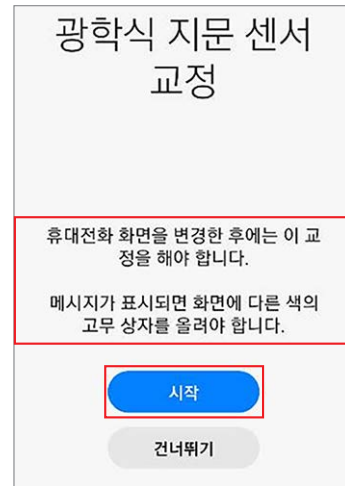 광학식 지문 센서
교정
휴대전화 화면을 변경한 후에는 이 교
정을 해야 합니다.
메시지가 표시되면 화면에 다른 색의
고무 상자를 올려야 합니다.
시작
건너뛰기